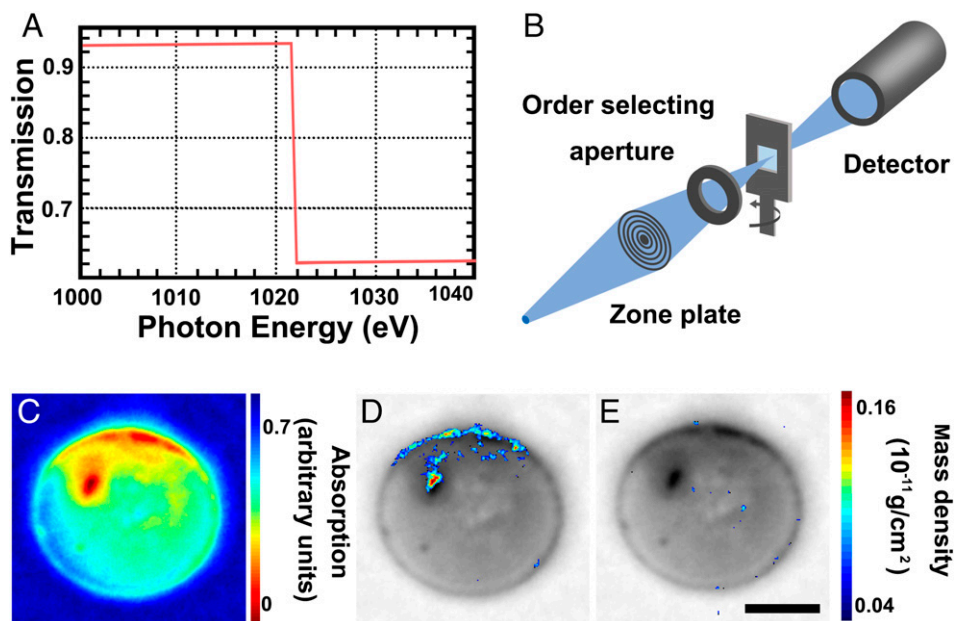 A
Transmission
0.9
0.8
0.7
1000 1010 1020 1030 1040
Photon Energy (eV)
B
Order selecting
aperture
Detector
Zone plate
C
0.7
0
Absorption
(arbitrary units)
D
E
0.16
0.04
Mass density
(10⁻¹¹ g/cm²)